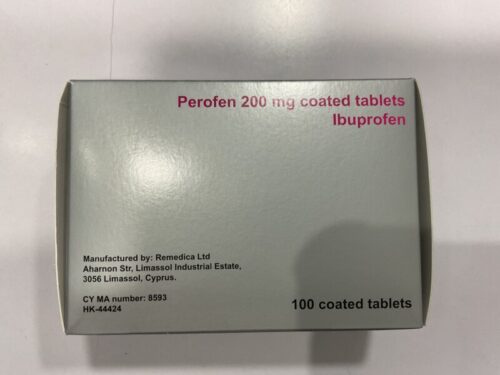 Perofen 200 mg coated tablets
Ibuprofen
Manufactured by: Remedica Ltd
Aharnon Str, Limassol Industrial Estate,
3056 Limassol, Cyprus.
CY MA number: 8593
HK-44424
100 coated tablets